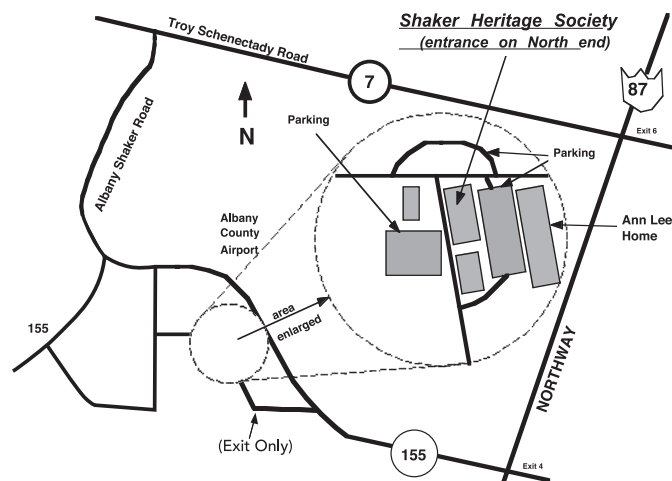 Shaker Heritage Society
(entrance on North end)
Troy Schenectady Road
7
87
Exit 6
N
Parking
Parking
Albany Shaker Road
Albany
County
Airport
Ann Lee
Home
area
enlarged
155
NORTHWAY
(Exit Only)
155
Exit 4